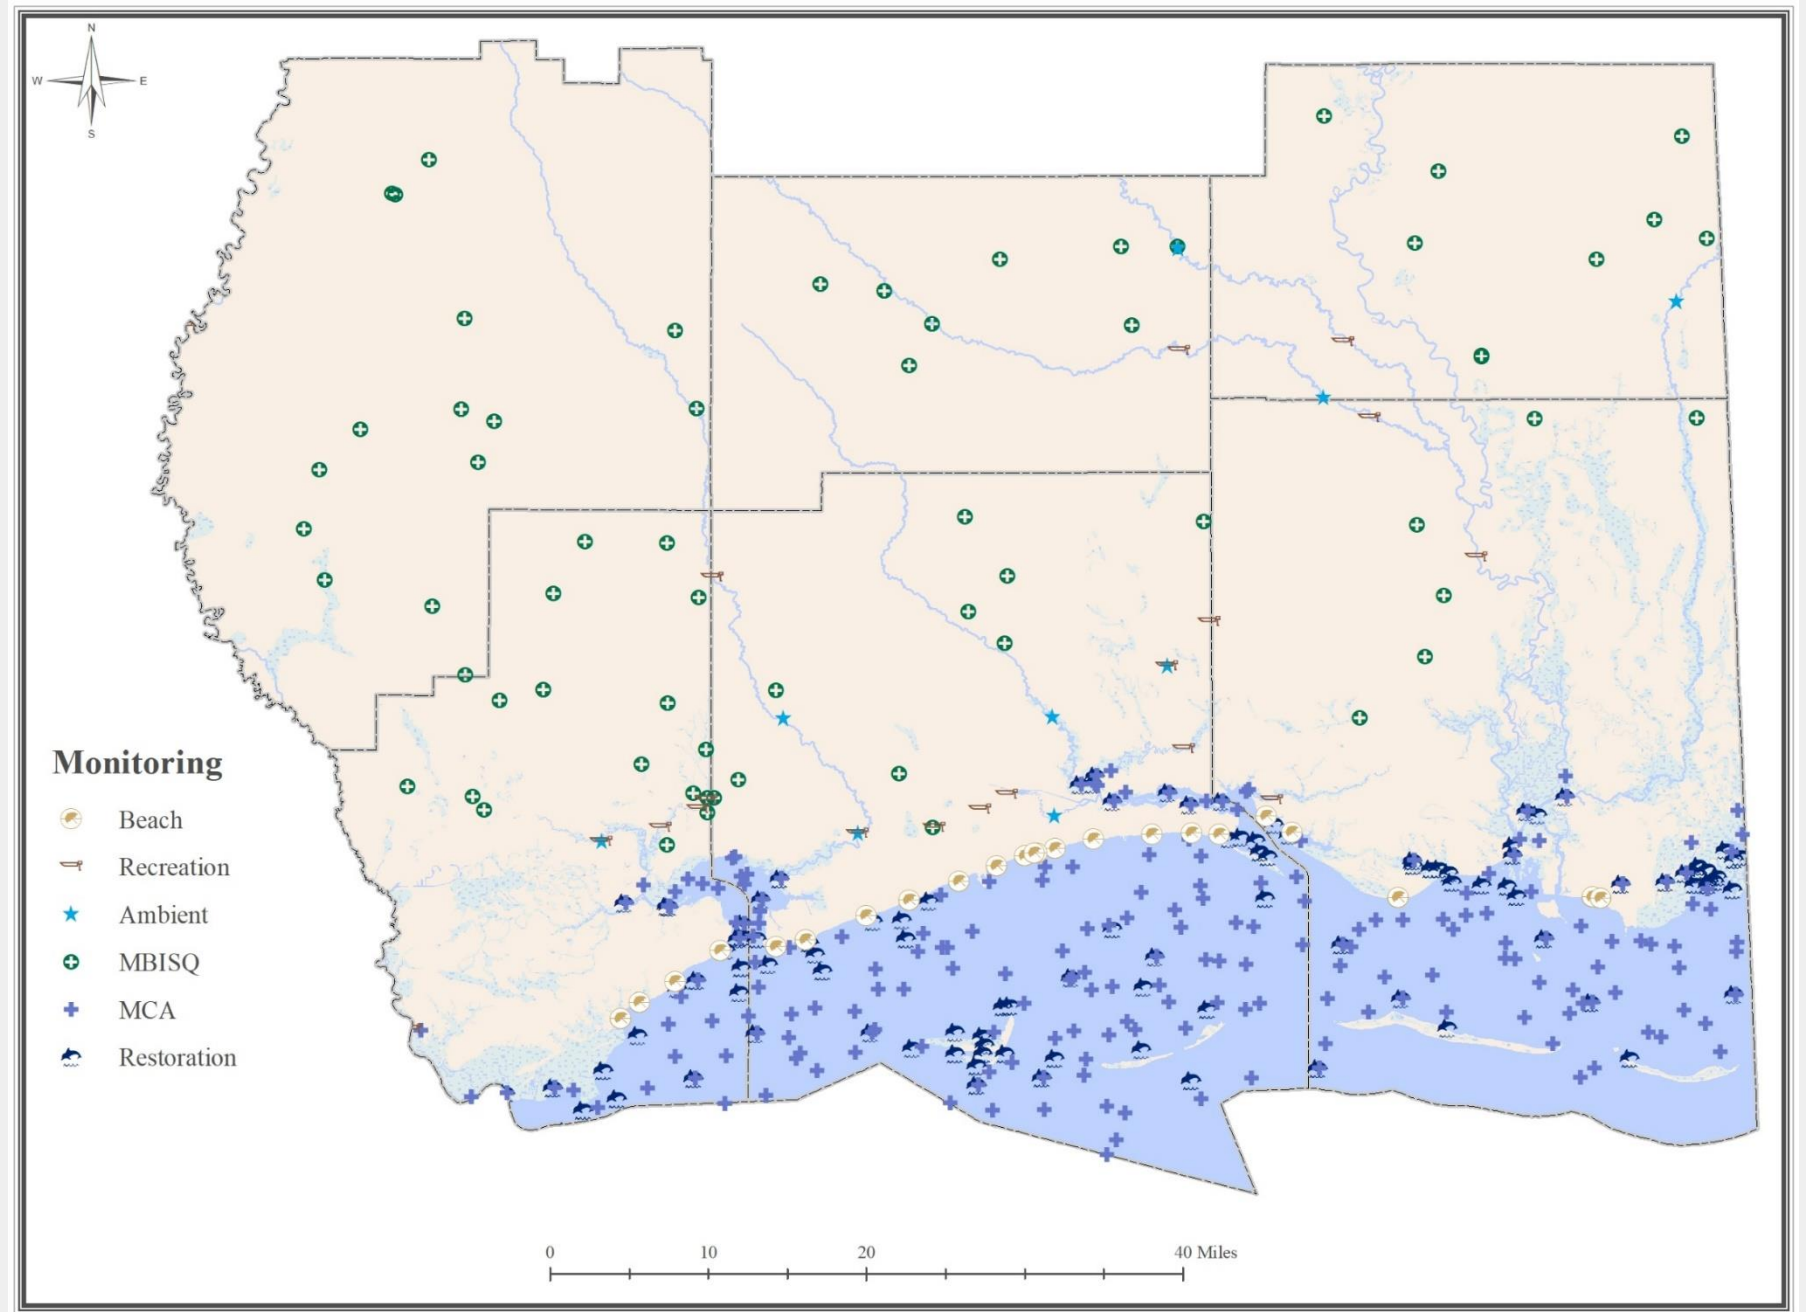 N
W E
S
Monitoring
Beach
Recreation
Ambient
MBISQ
MCA
Restoration
0 10 20 40 Miles